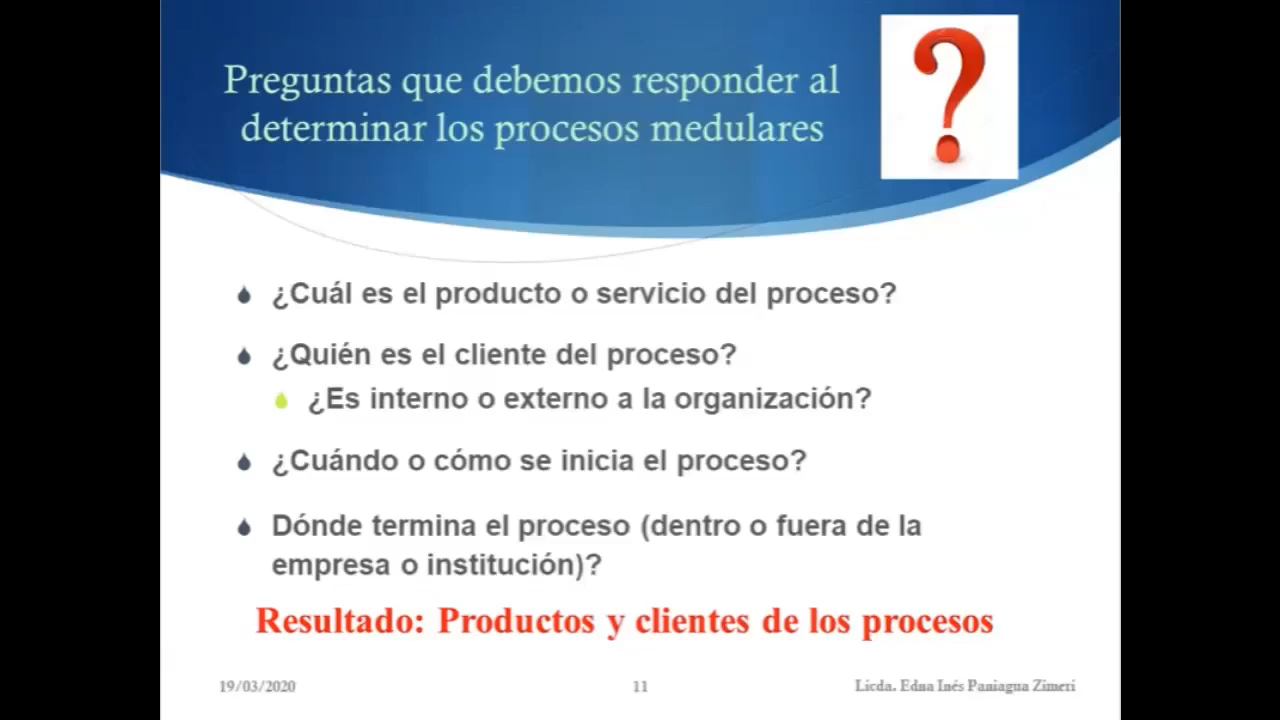 Preguntas que debemos responder al
determinar los procesos medulares
¿Cuál es el producto o servicio del proceso?
¿Quién es el cliente del proceso?
¿Es interno o externo a la organización?
¿Cuándo o cómo se inicia el proceso?
Dónde termina el proceso (dentro o fuera de la
empresa o institución)?
Resultado: Productos y clientes de los procesos
19/03/2020
11
Licda. Edna Inés Paniagua Zimeri